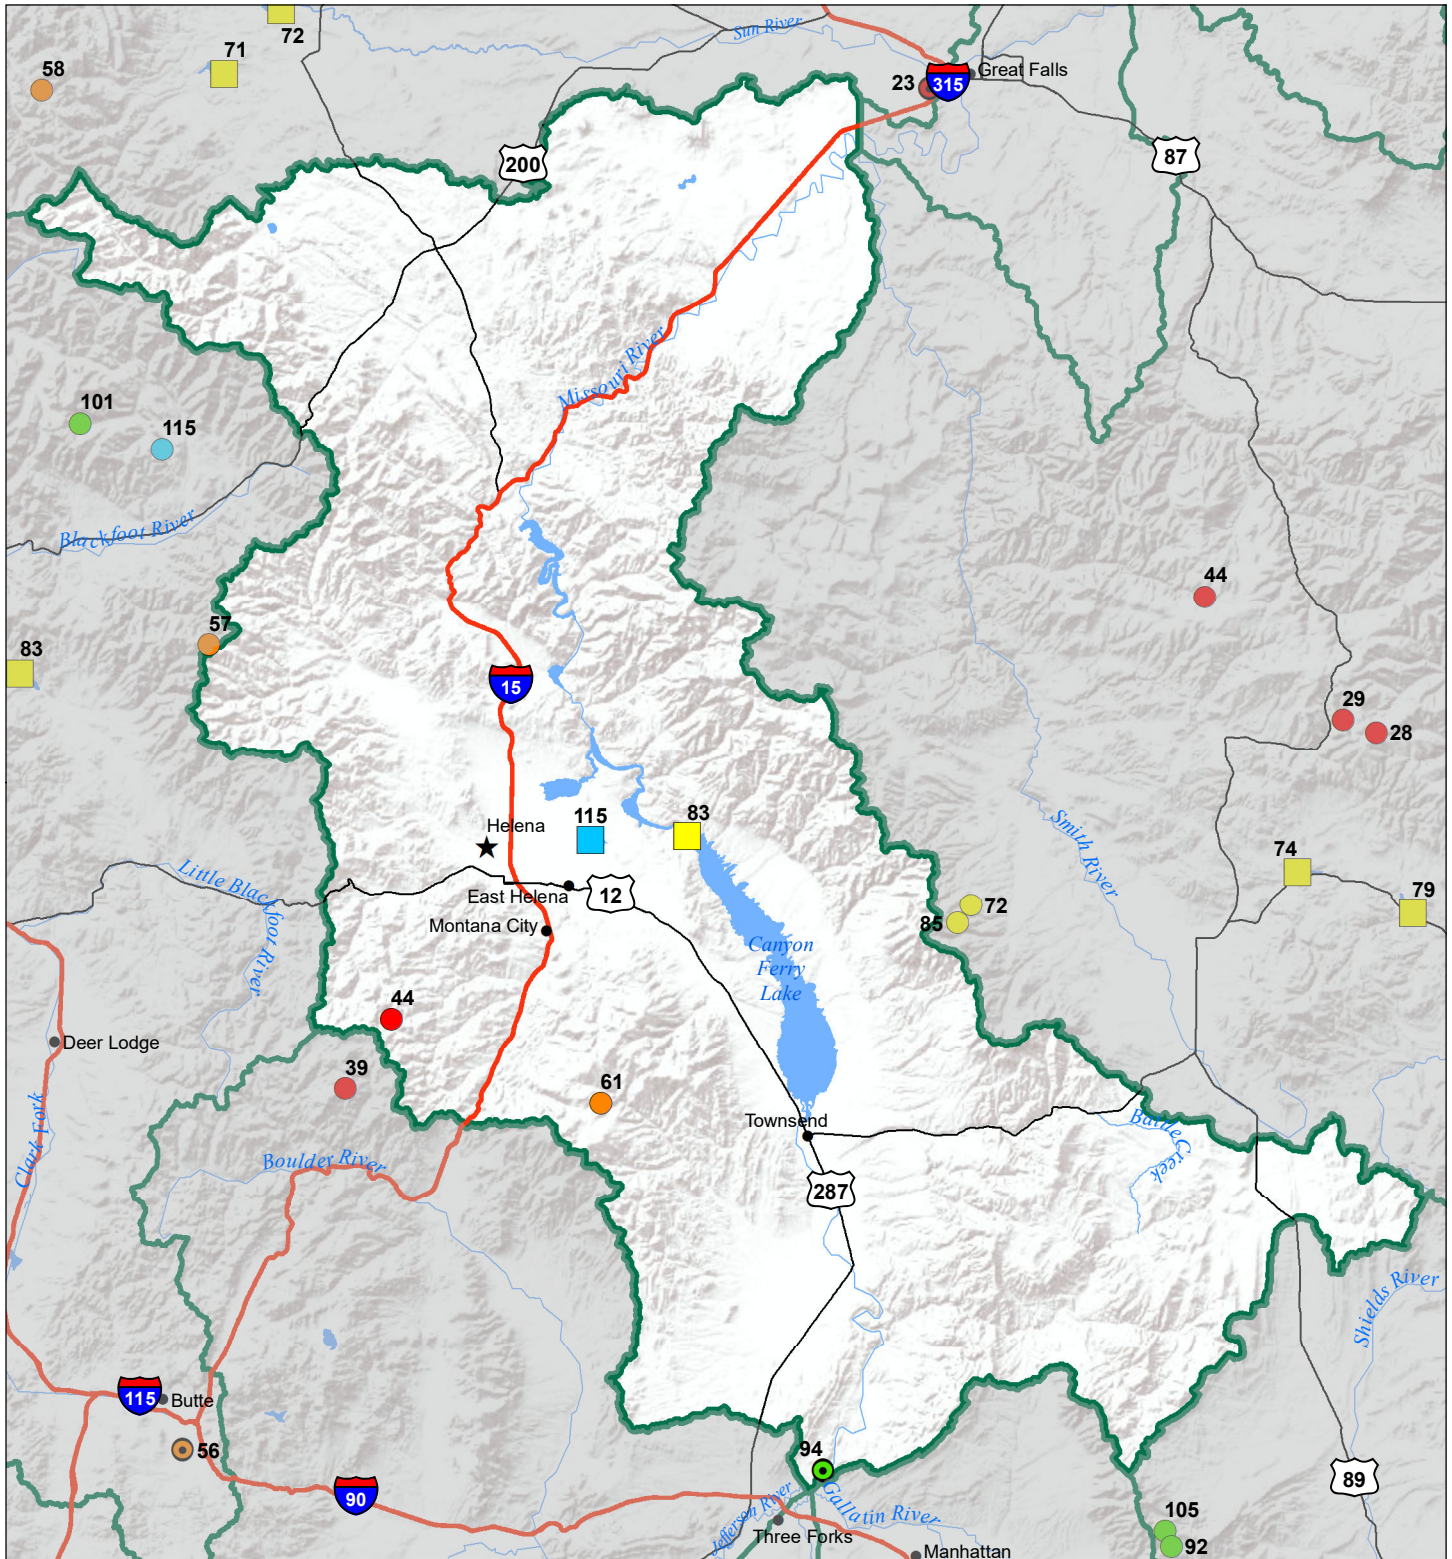 72
Sun River
71
58
Great Falls
23
315
200
87
Missouri River
101
115
Blackfoot River
44
57
83
15
29
28
Smith River
Helena
115
83
74
79
Little Blackfoot River
East Helena
12
72
85
Montana City
Canyon
Ferry
Lake
44
Deer Lodge
39
61
Clark Fork
Townsend
Battle Creek
Boulder River
287
Shields River
115
Butte
56
94
90
89
Jefferson River
Gallatin River
105
Three Forks
92
Manhattan